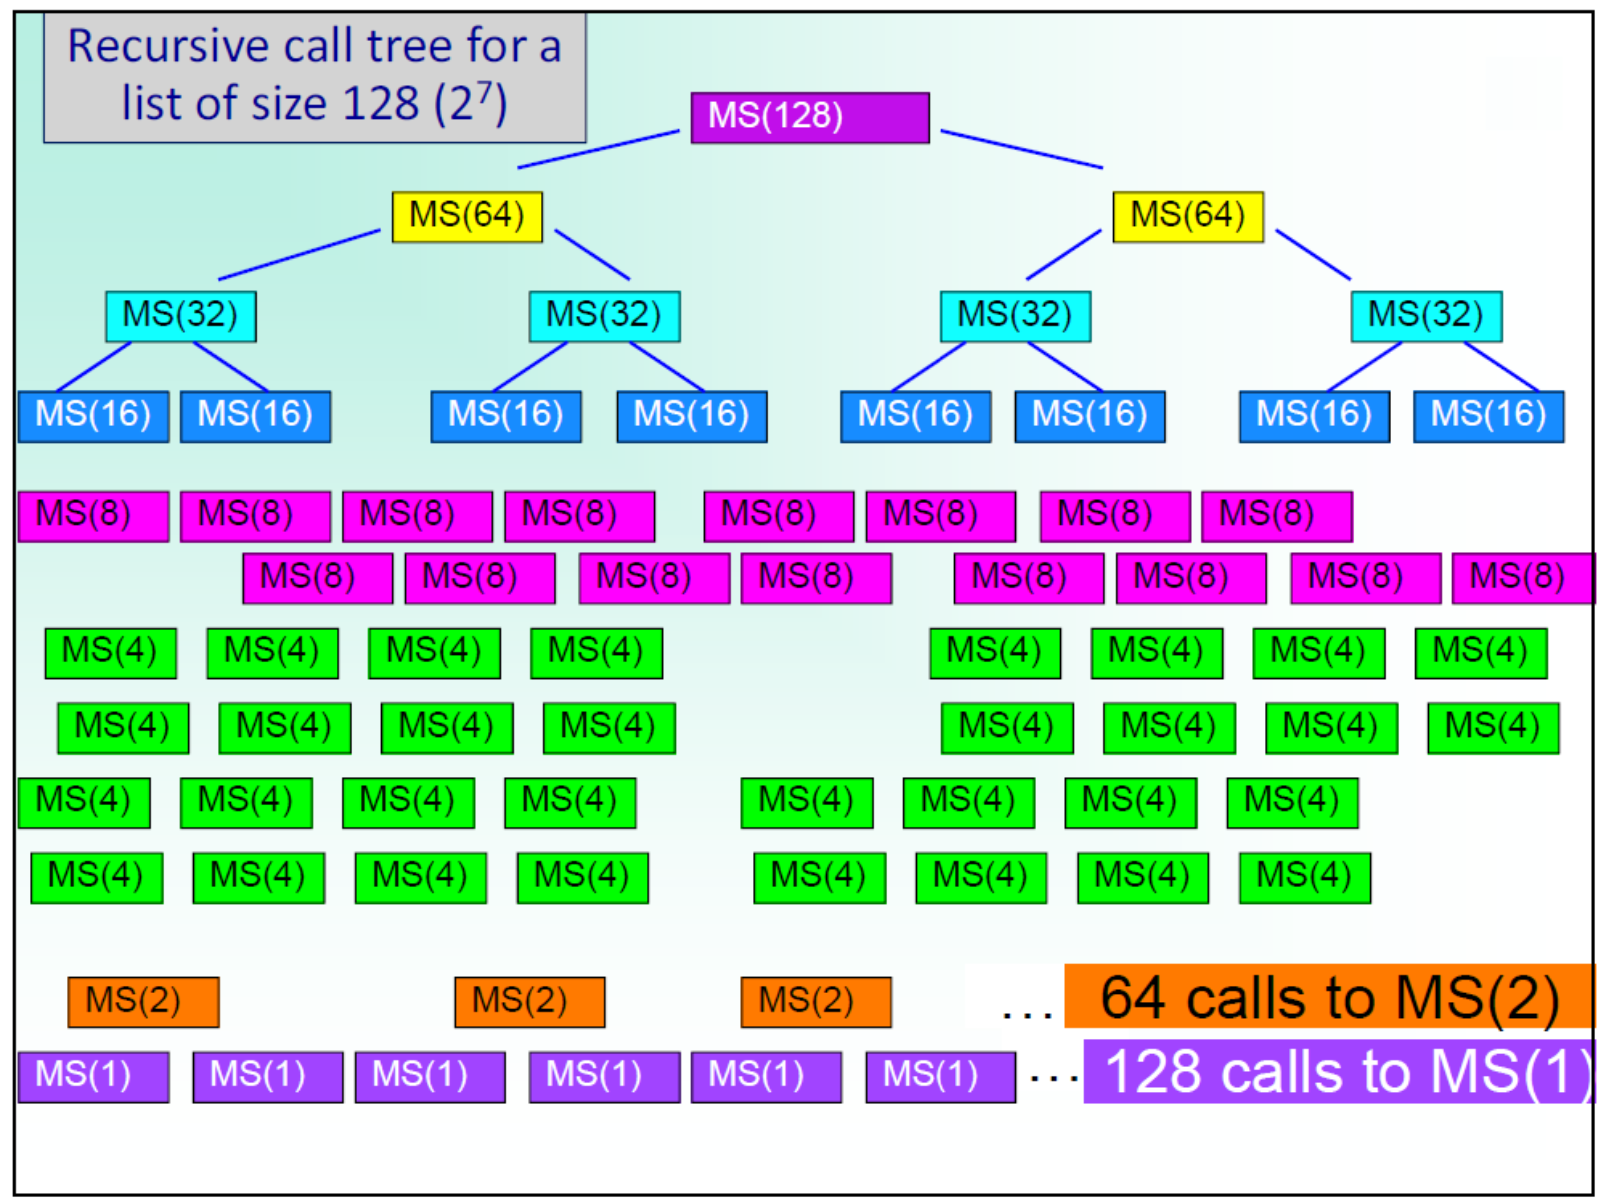 Recursive call tree for a
list of size 128 (2⁷)
MS(128)
MS(64) MS(64)
MS(32) MS(32) MS(32) MS(32)
MS(16) MS(16) MS(16) MS(16) MS(16) MS(16) MS(16) MS(16)
MS(8) MS(8) MS(8) MS(8) MS(8) MS(8) MS(8) MS(8)
MS(8) MS(8) MS(8) MS(8) MS(8) MS(8) MS(8) MS(8)
MS(4) MS(4) MS(4) MS(4) MS(4) MS(4) MS(4) MS(4)
MS(4) MS(4) MS(4) MS(4) MS(4) MS(4) MS(4) MS(4)
MS(4) MS(4) MS(4) MS(4) MS(4) MS(4) MS(4) MS(4)
MS(4) MS(4) MS(4) MS(4) MS(4) MS(4) MS(4) MS(4)
MS(2) MS(2) MS(2) ... 64 calls to MS(2)
MS(1) MS(1) MS(1) MS(1) MS(1) MS(1) ... 128 calls to MS(1)